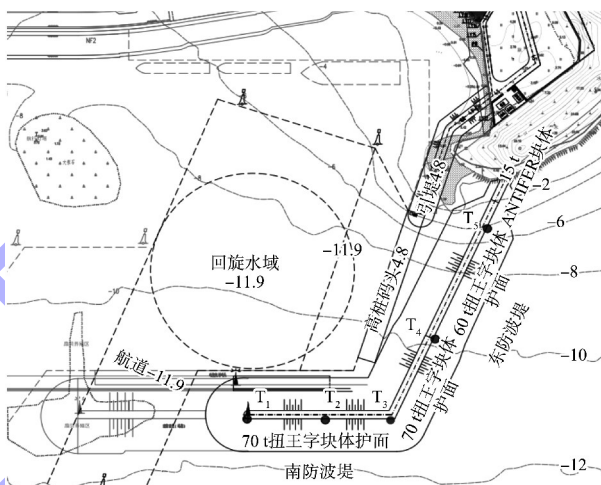 NF2
-4
-8
-6
-8
15 t
ANTIFER块体
-2
-6
-8
-10
-12
引堤4.8
T5
回旋水域
-11.9
-11.9
高桩码头4.8
60 t扭王字块体
护面
东防波堤
T4
-10
70 t扭王字块体
护面
航道-11.9
T1
T2
T3
70 t扭王字块体护面
南防波堤